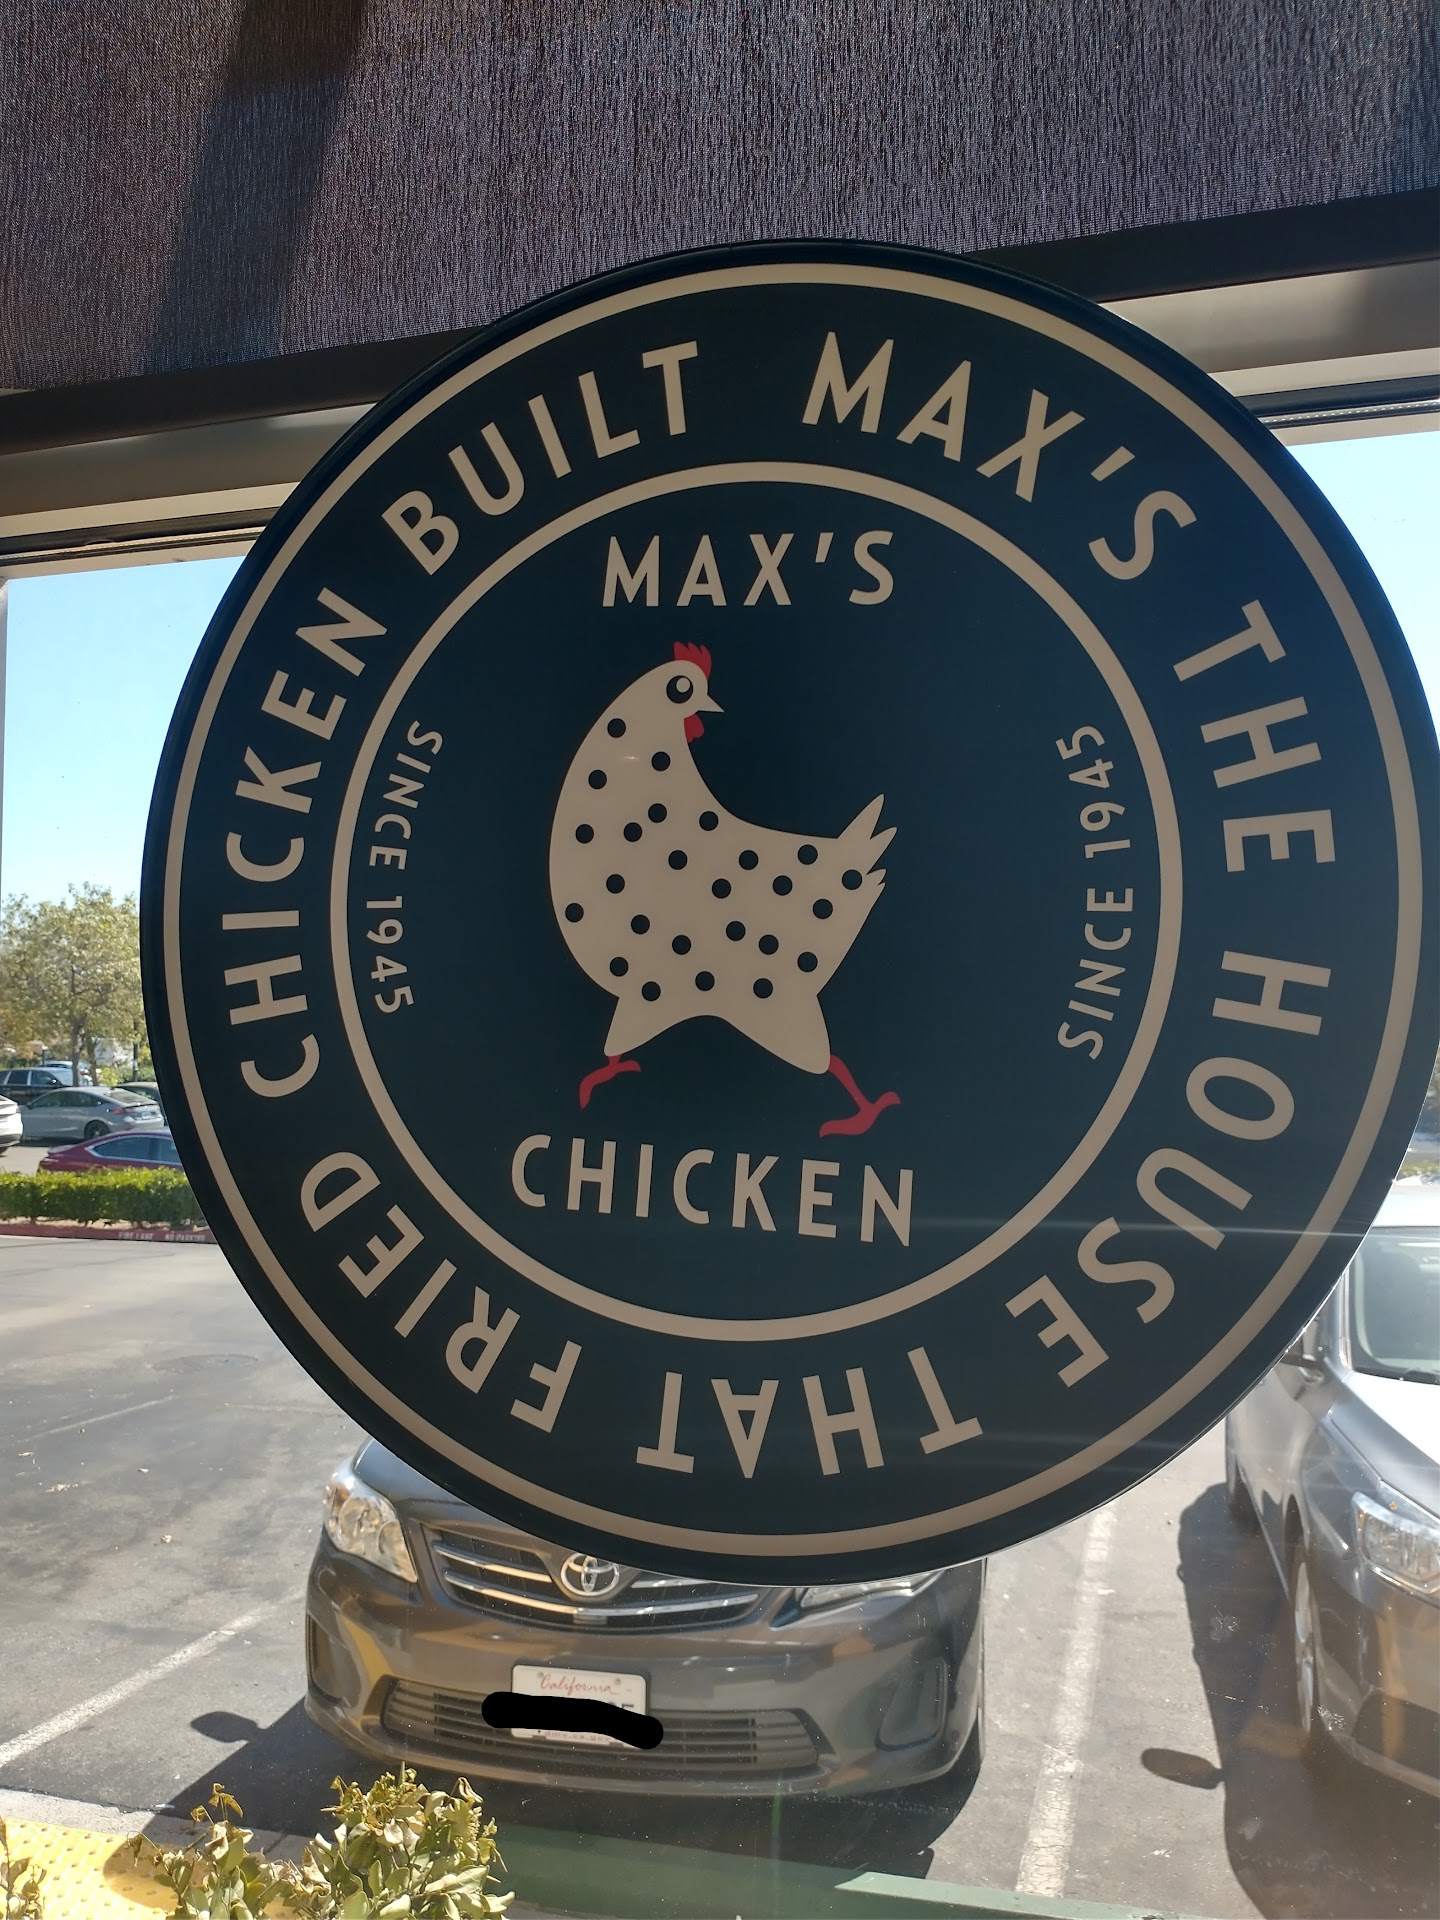 MAX'S THE HOUSE THAT FRIED CHICKEN BUILT
MAX'S
SINCE 1945
SINCE 1945
CHICKEN
California